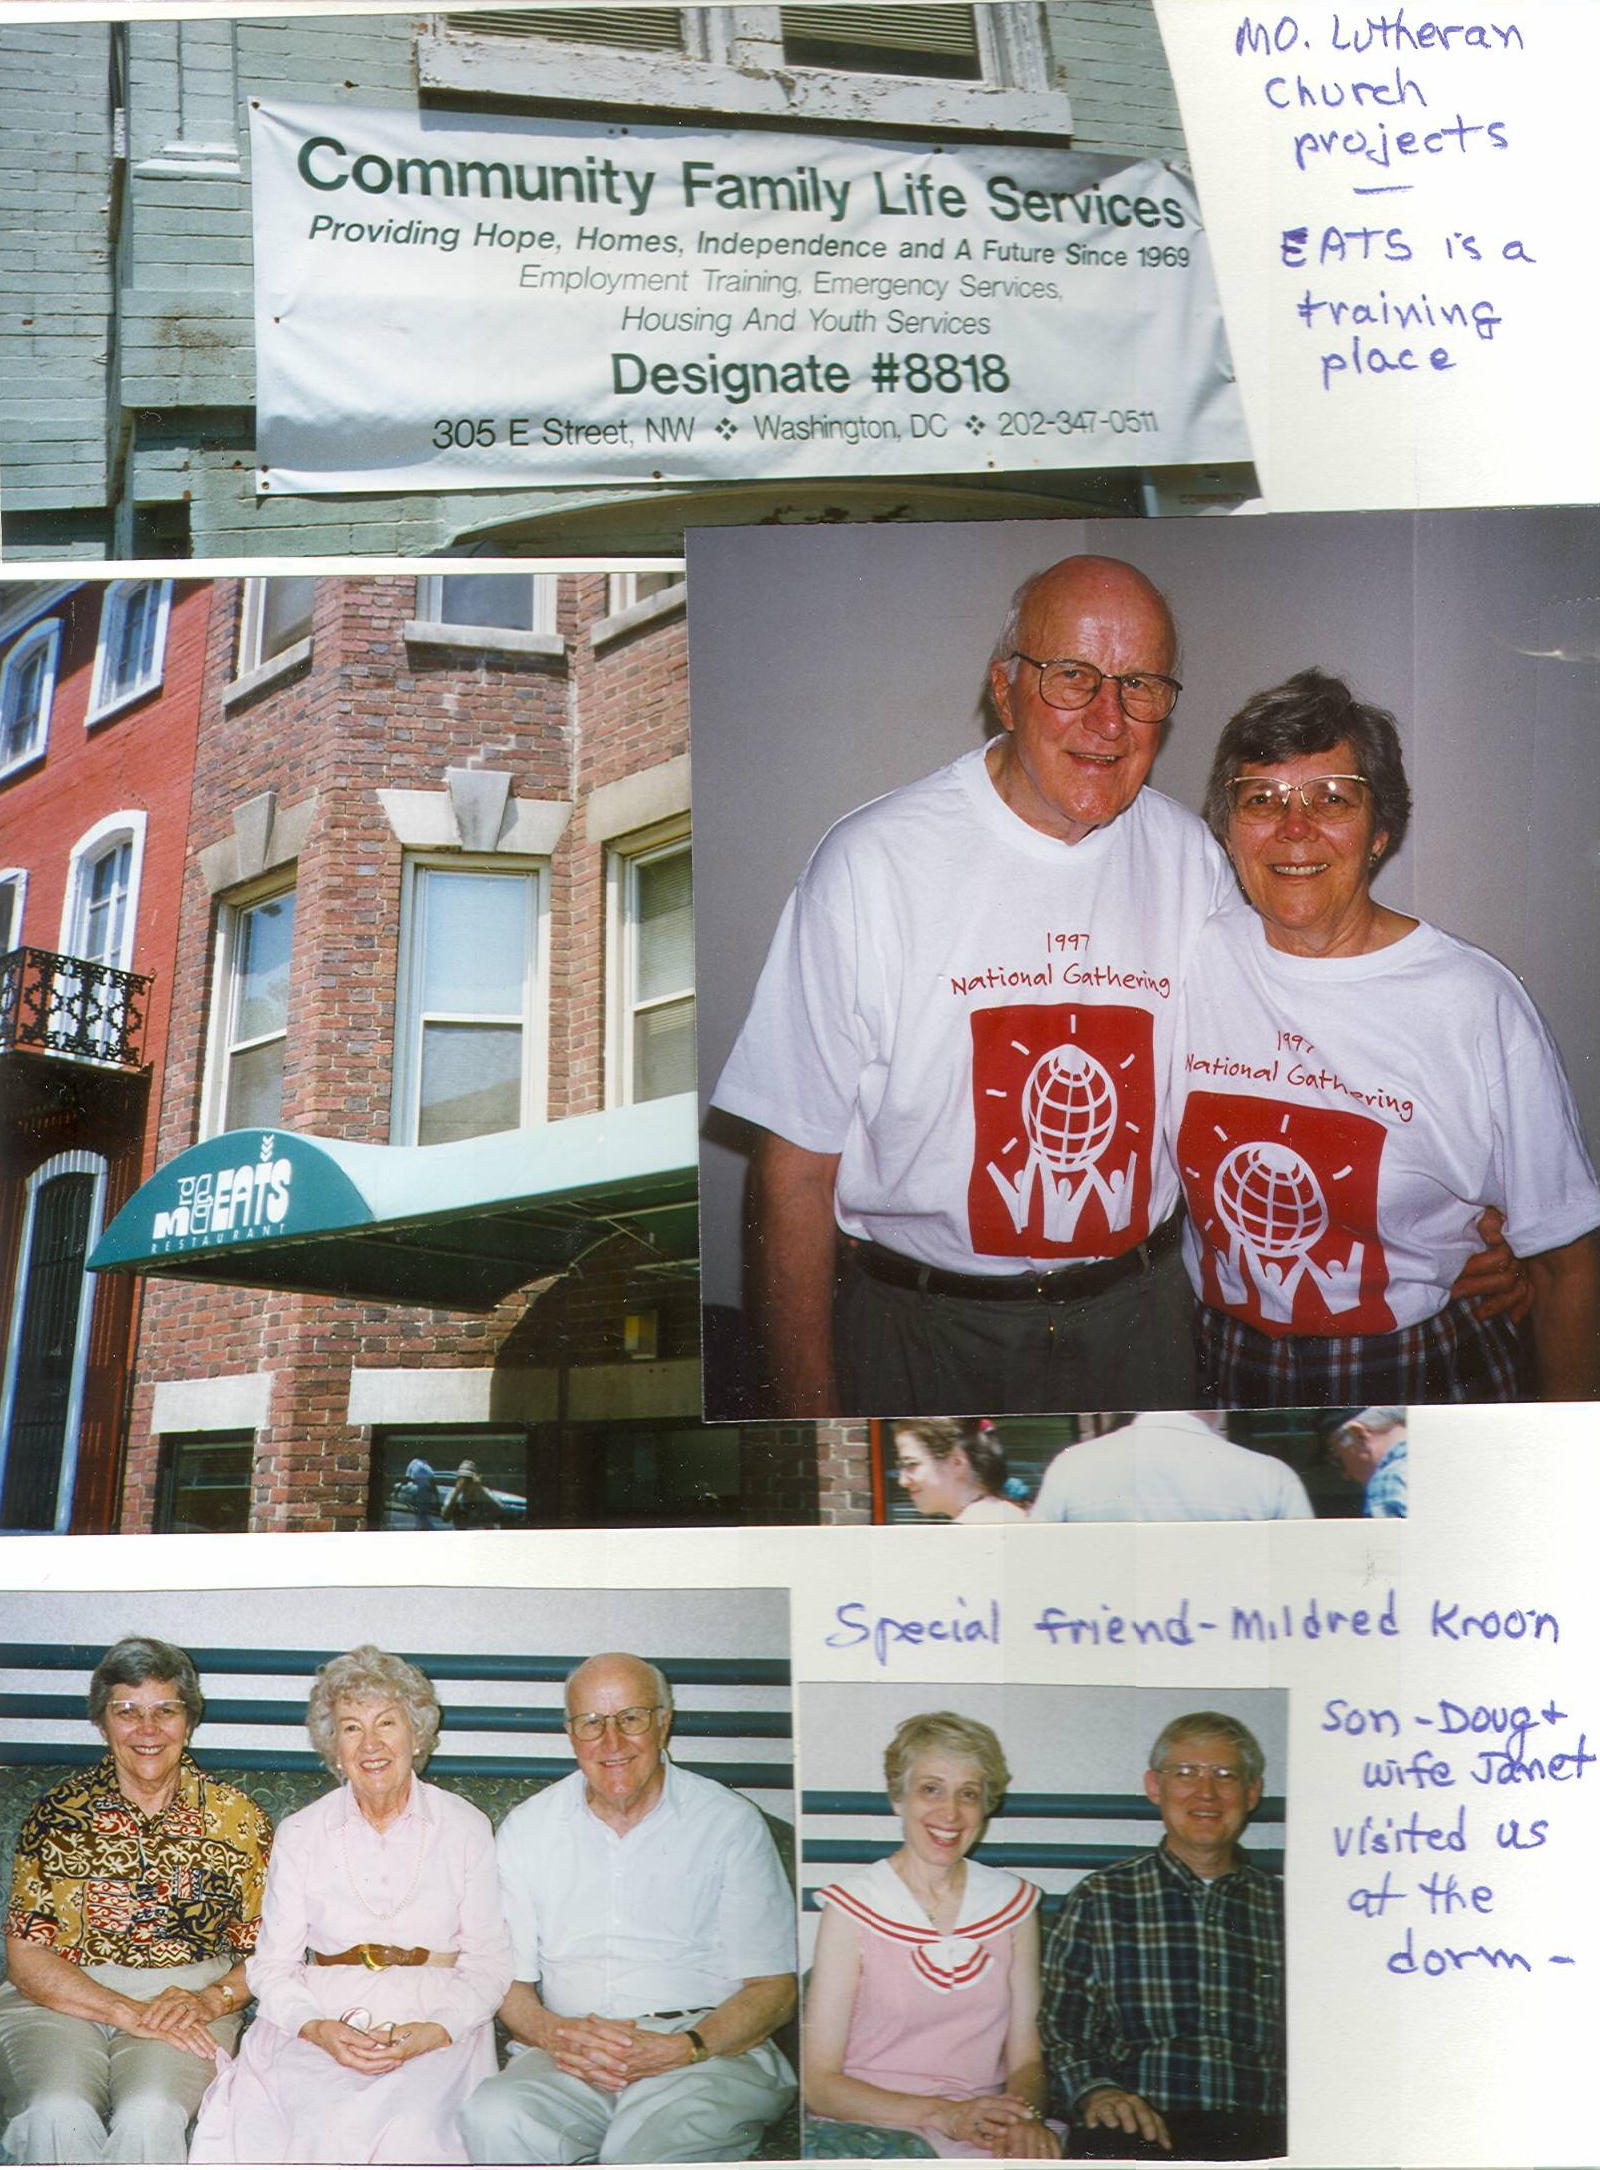 MO. Lutheran
Church
projects
—
EATS is a
training
place
Community Family Life Services
Providing Hope, Homes, Independence and A Future Since 1969
Employment Training, Emergency Services,
Housing And Youth Services
Designate #8818
305 E Street, NW ❖ Washington, DC ❖ 202-347-0511
COMMUNITY
1997
National Gathering
1997
National Gathering
EATS
RESTAURANT
Special friend - Mildred Kroon
Son - Doug +
wife Janet
visited us
at the
dorm -